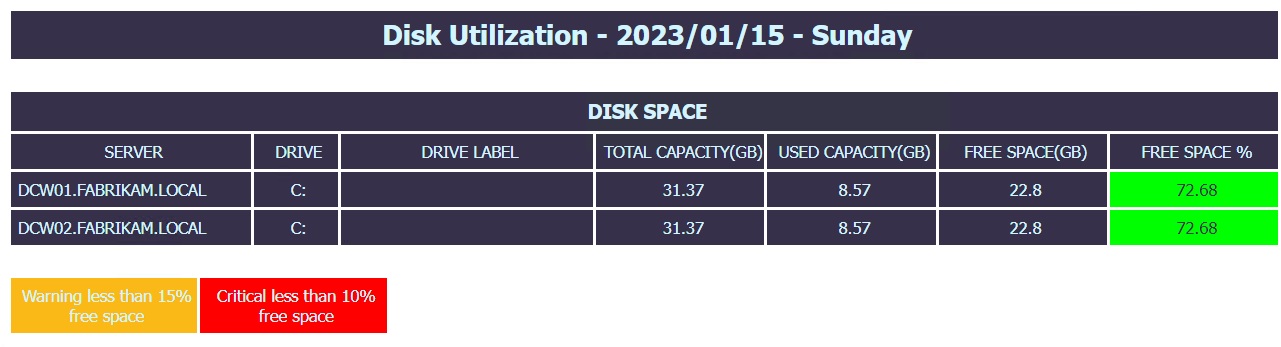 Disk Utilization - 2023/01/15 - Sunday
DISK SPACE
SERVER DRIVE DRIVE LABEL TOTAL CAPACITY(GB) USED CAPACITY(GB) FREE SPACE(GB) FREE SPACE %
DCW01.FABRIKAM.LOCAL C: 31.37 8.57 22.8 72.68
DCW02.FABRIKAM.LOCAL C: 31.37 8.57 22.8 72.68
Warning less than 15%
free space
Critical less than 10%
free space